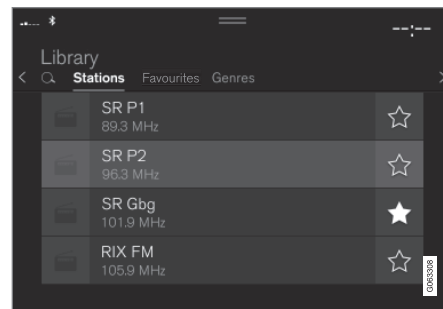 --:--
Library
Stations Favourites Genres
SR P1
89.3 MHz
SR P2
96.3 MHz
SR Gbg
101.9 MHz
RIX FM
105.9 MHz
G063308